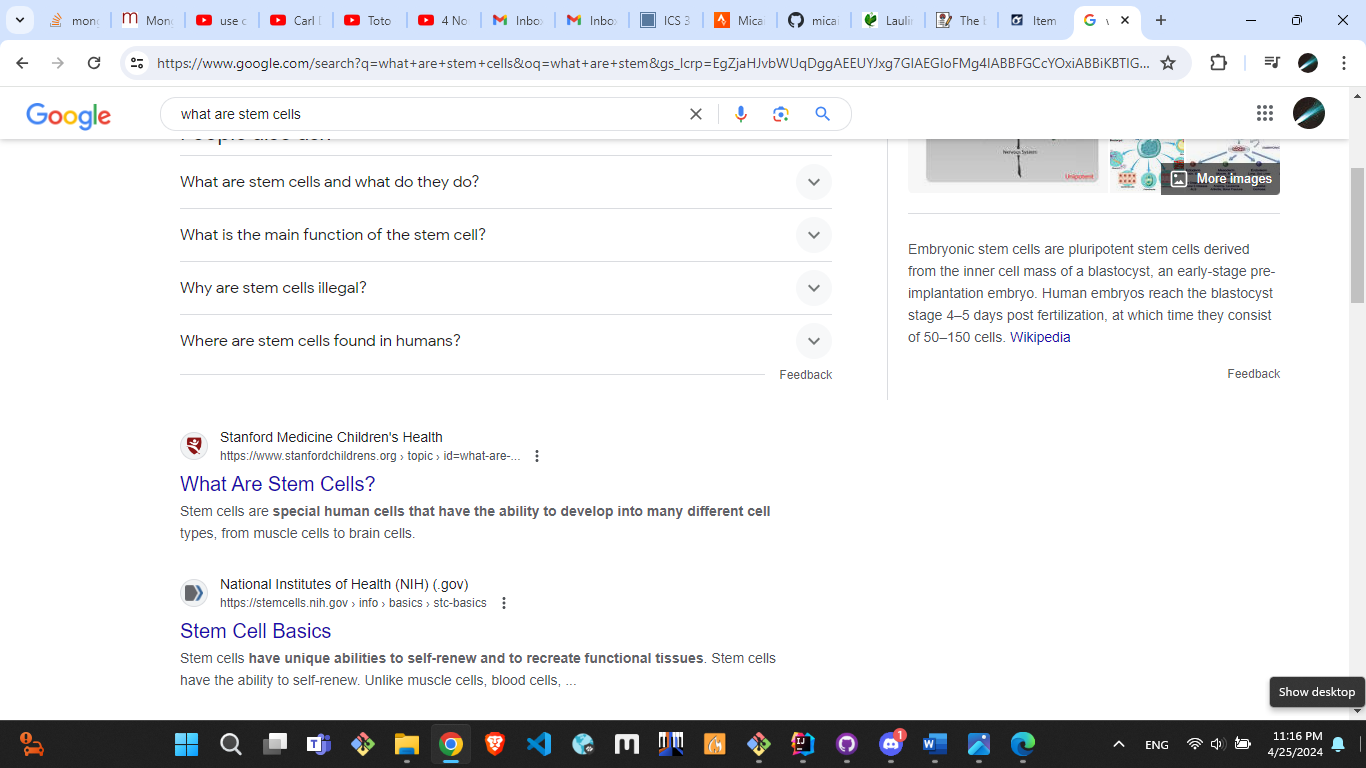 mong
Mong
use c
Carl D
Toto
4 No
Inbox
Inbox
ICS 3
Mica
micai
Laulin
The b
Item
https://www.google.com/search?q=what+are+stem+cells&oq=what+are+stem&gs_lcrp=EgZjaHJvbWUqDggAEEUYJxg7GIAEGIoFMg4IABBFGCcYOxiABBiKBTIG...
Google
what are stem cells
People also ask
Nervous System
Unipotent
More images
What are stem cells and what do they do?
What is the main function of the stem cell?
Why are stem cells illegal?
Where are stem cells found in humans?
Feedback
Embryonic stem cells are pluripotent stem cells derived
from the inner cell mass of a blastocyst, an early-stage pre-
implantation embryo. Human embryos reach the blastocyst
stage 4–5 days post fertilization, at which time they consist
of 50–150 cells. Wikipedia
Feedback
Stanford Medicine Children's Health
https://www.stanfordchildrens.org › topic › id=what-are-...
What Are Stem Cells?
Stem cells are special human cells that have the ability to develop into many different cell
types, from muscle cells to brain cells.
National Institutes of Health (NIH) (.gov)
https://stemcells.nih.gov › info › basics › stc-basics
Stem Cell Basics
Stem cells have unique abilities to self-renew and to recreate functional tissues. Stem cells
have the ability to self-renew. Unlike muscle cells, blood cells, ...
Show desktop
1
ENG
11:16 PM
4/25/2024